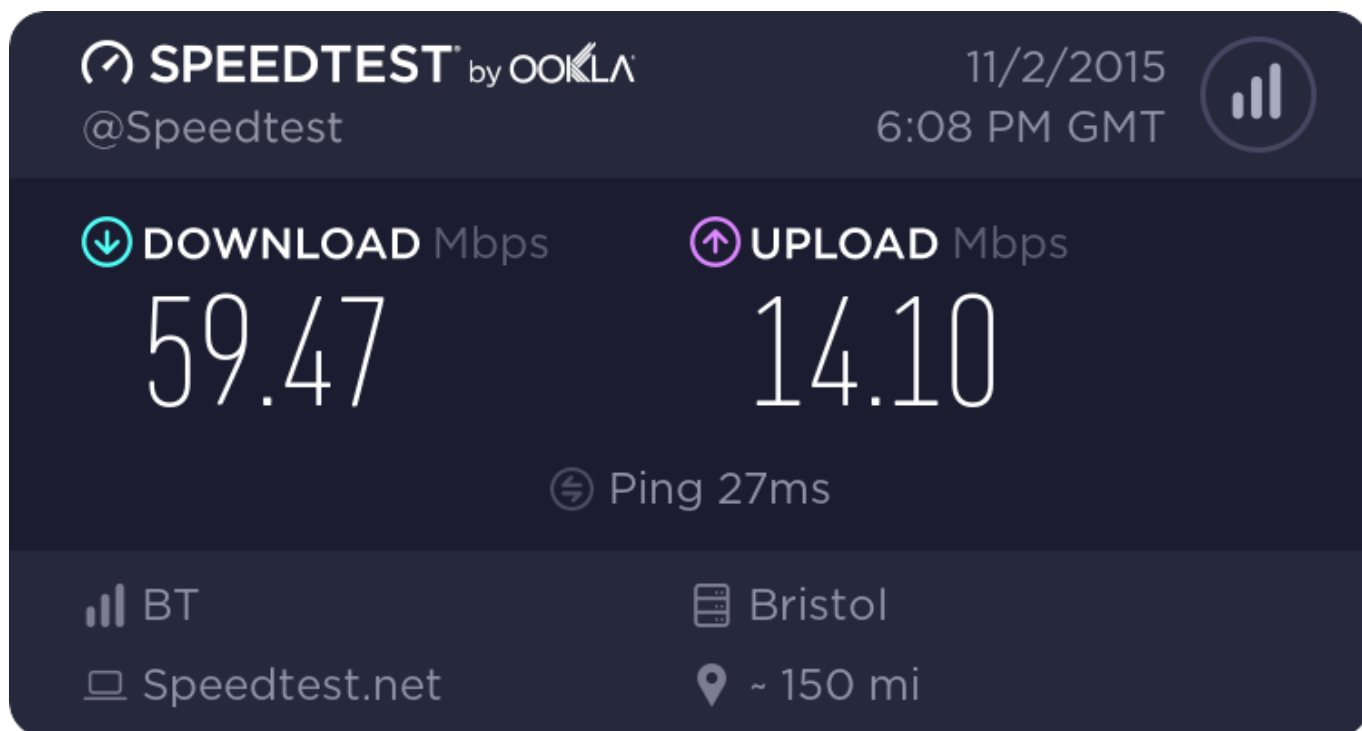 SPEEDTEST® by OOKLA®
@Speedtest
11/2/2015
6:08 PM GMT
DOWNLOAD Mbps
59.47
UPLOAD Mbps
14.10
Ping 27ms
BT
Bristol
Speedtest.net
~ 150 mi